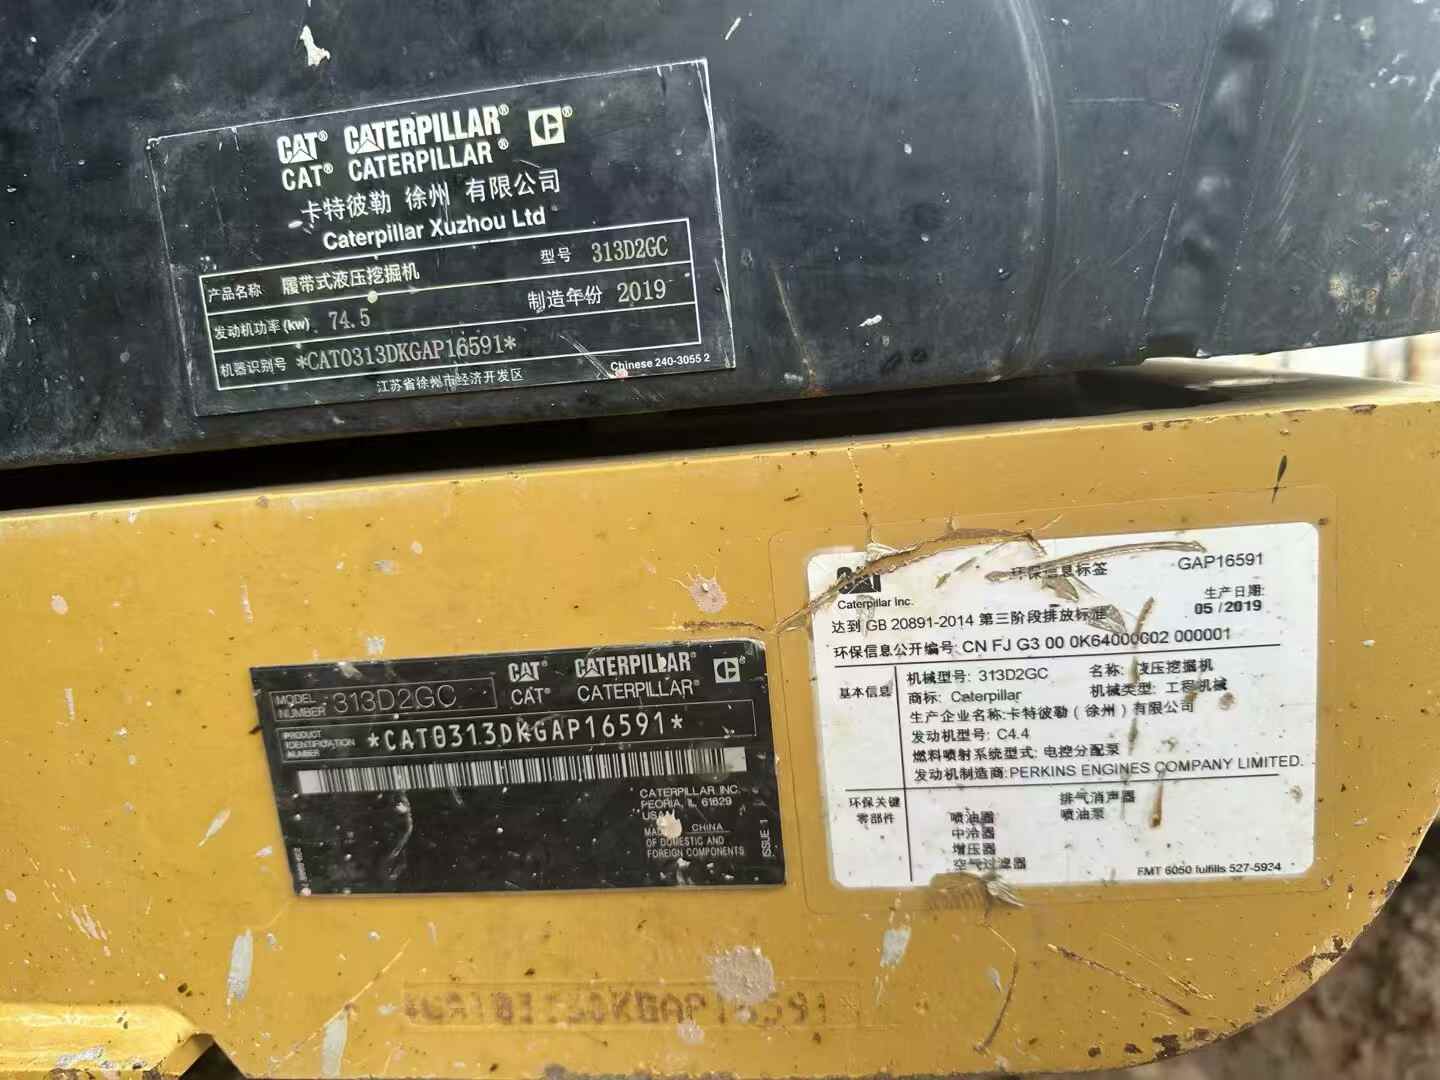 CAT® CATERPILLAR® C®
CAT® CATERPILLAR®
卡特彼勒 徐州 有限公司
Caterpillar Xuzhou Ltd
产品名称 履带式液压挖掘机 型号 313D2GC
发动机功率(kw) 74.5 制造年份 2019
机器识别号 *CAT0313DKGAP16591*
江苏省徐州市经济开发区 Chinese 240-3055 2
CAT® CATERPILLAR® C
CAT® CATERPILLAR®
MODEL NUMBER 313D2GC
PRODUCT IDENTIFICATION NUMBER *CAT0313DKGAP16591*
CATERPILLAR INC.
PEORIA, IL 61629
USA
CHINA
OF DOMESTIC AND
FOREIGN COMPONENTS
ISSUE 1
CAT 环保信息标签 GAP16591
Caterpillar Inc. 生产日期:
05 /2019
达到 GB 20891-2014 第三阶段排放标准
环保信息公开编号: CN FJ G3 00 0K64000002 000001
基本信息
机械型号: 313D2GC 名称: 液压挖掘机
商标: Caterpillar 机械类型: 工程机械
生产企业名称:卡特彼勒（徐州）有限公司
发动机型号: C4.4
燃料喷射系统型式: 电控分配泵
发动机制造商:PERKINS ENGINES COMPANY LIMITED.
环保关键
零部件
喷油器 排气消声器
中冷器 喷油泵
增压器
空气过滤器
FMT 6050 fulfills 527-5934
KGAP16591